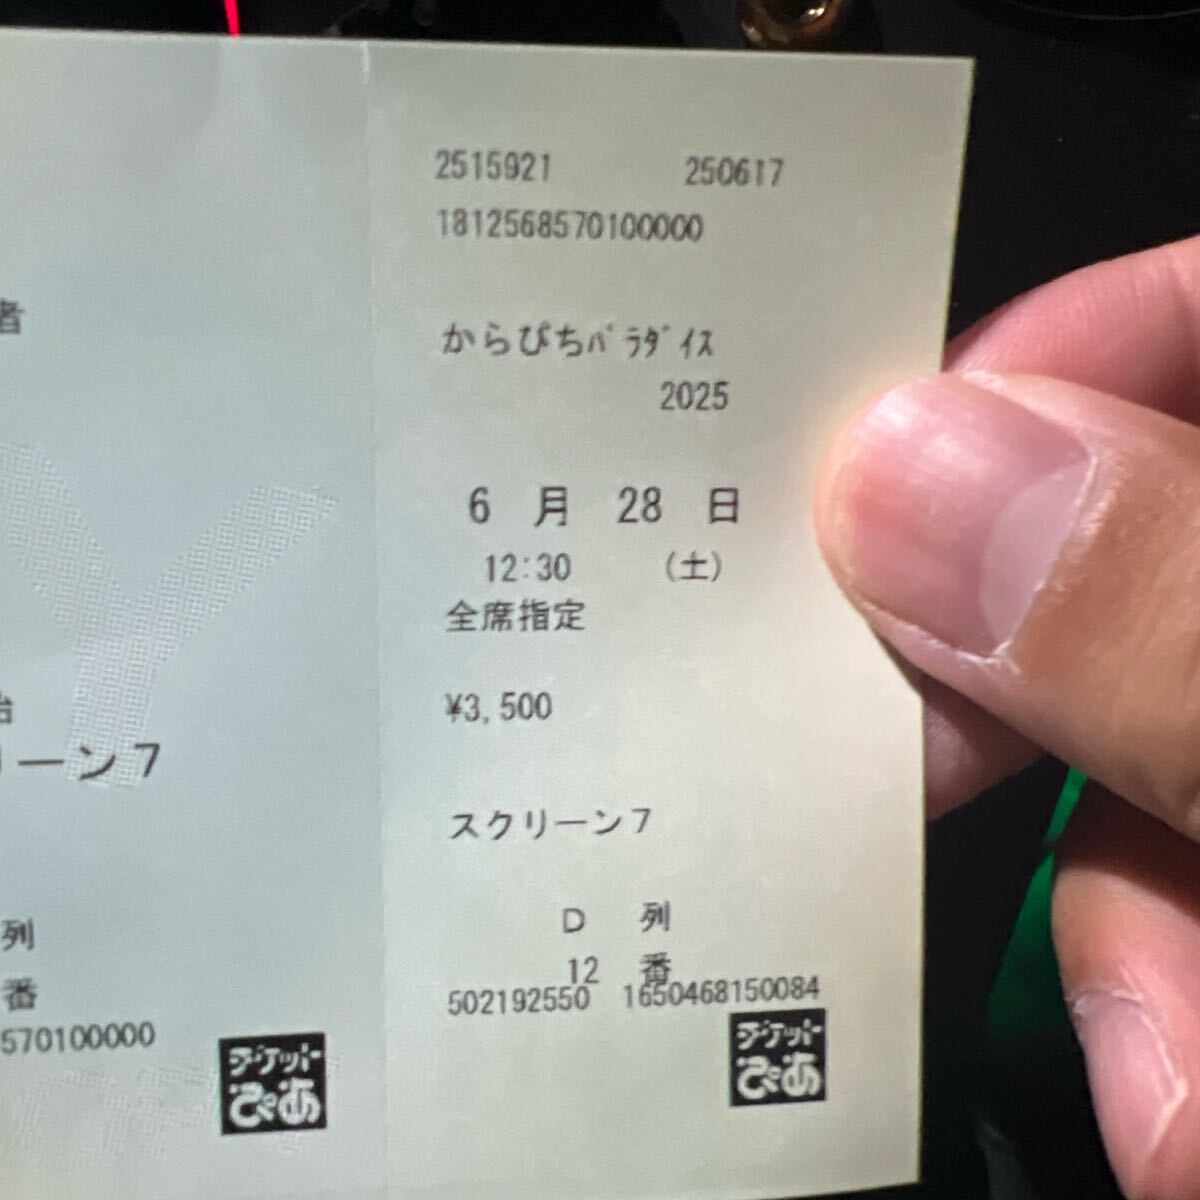 2515921 250617
1812568570100000
からぴちﾊﾟﾗﾀﾞｲｽ
2025
6 月 28 日
12:30 (土)
全席指定
¥3,500
スクリーン7
D 列
12 番
502192550 1650468150084
チケットぴあ
者
ーン7
列
番
570100000
チケットぴあ